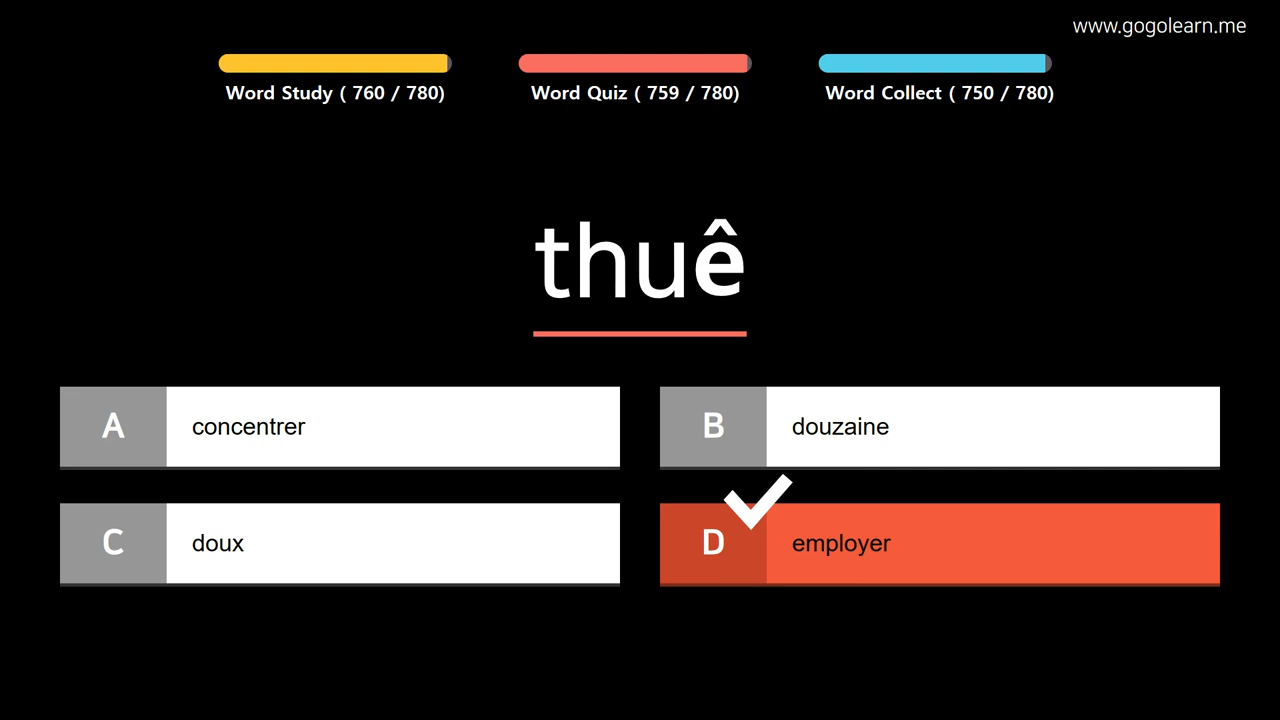 www.gogolearn.me
Word Study ( 760 / 780)
Word Quiz ( 759 / 780)
Word Collect ( 750 / 780)
thuê
A concentrer
B douzaine
C doux
D employer